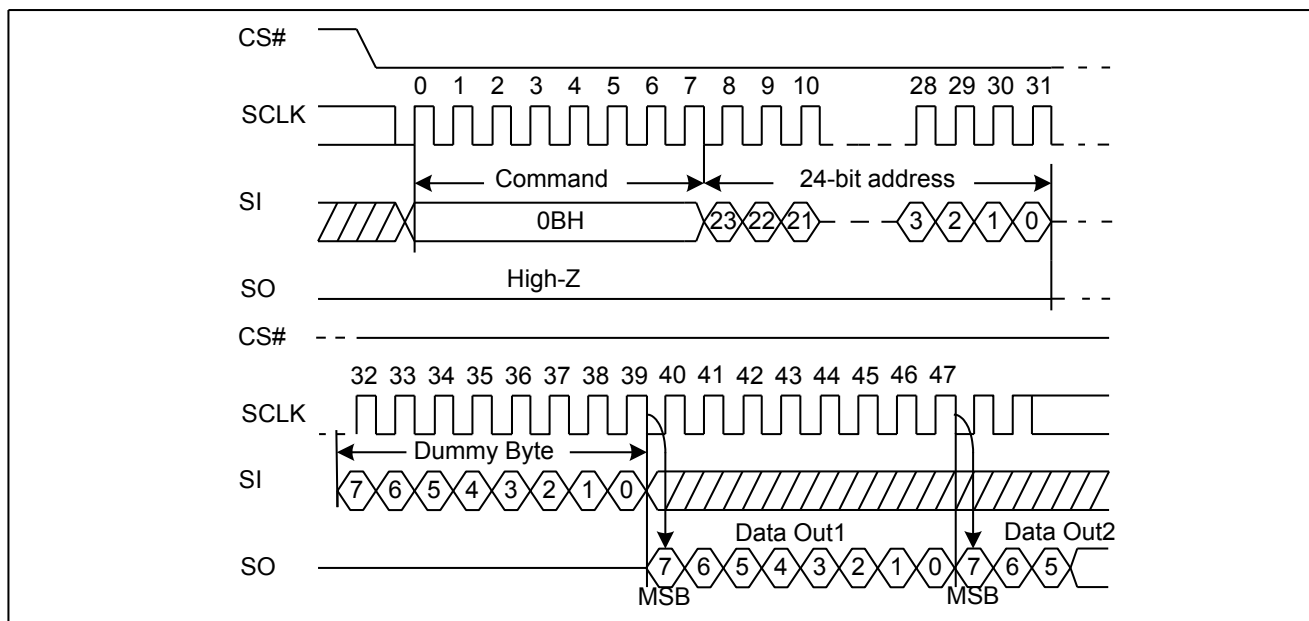 CS#
0 1 2 3 4 5 6 7 8 9 10 28 29 30 31
SCLK
Command 24-bit address
SI
0BH 23 22 21 3 2 1 0
High-Z
SO
CS#
32 33 34 35 36 37 38 39 40 41 42 43 44 45 46 47
SCLK
Dummy Byte
SI
7 6 5 4 3 2 1 0
Data Out1 Data Out2
SO
7 6 5 4 3 2 1 0 7 6 5
MSB MSB